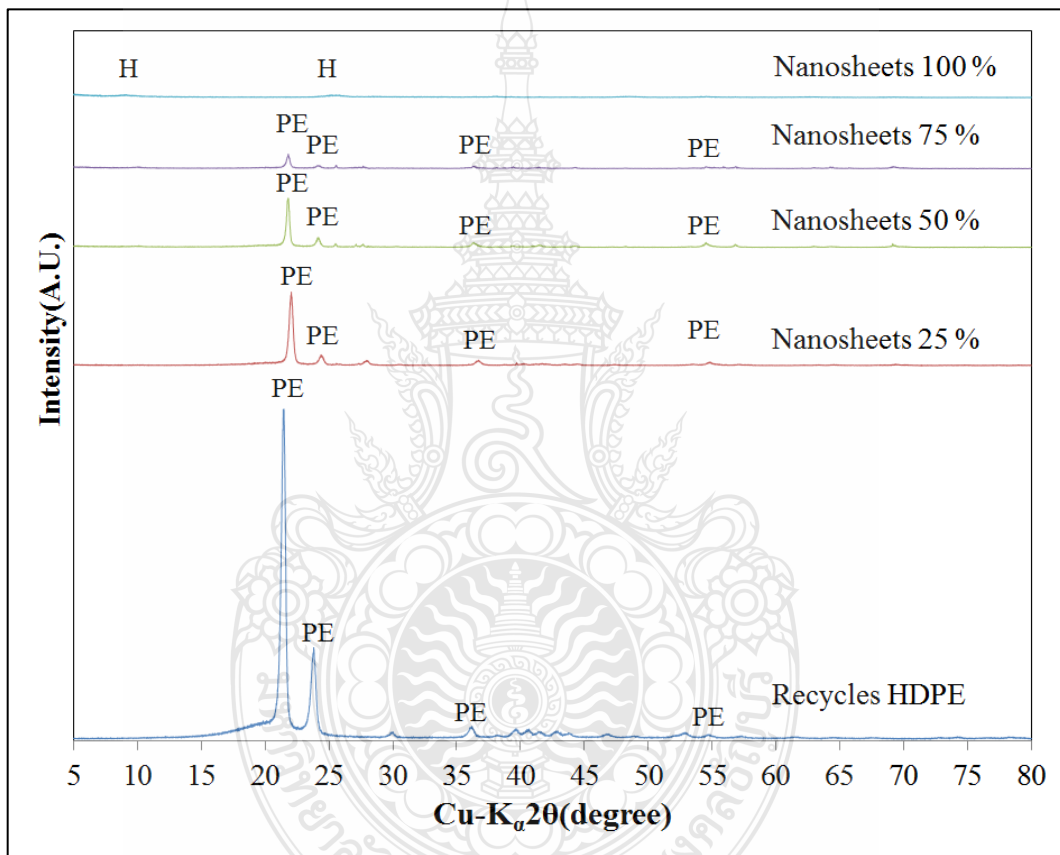 H H Nanosheets 100 %
PE PE PE PE Nanosheets 75 %
PE PE PE PE Nanosheets 50 %
PE PE PE PE Nanosheets 25 %
PE PE PE PE Recycles HDPE
Intensity(A.U.)
5 10 15 20 25 30 35 40 45 50 55 60 65 70 75 80
Cu-Kα2θ(degree)